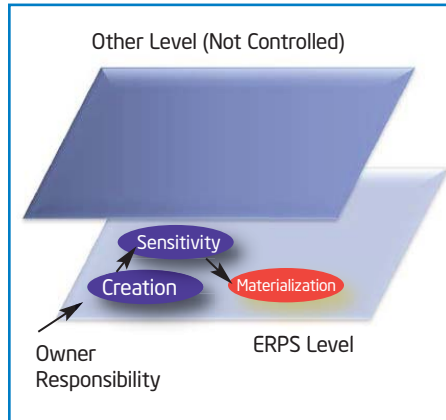 Other Level (Not Controlled)
Sensitivity
Creation
Materialization
ERPS Level
Owner
Responsibility